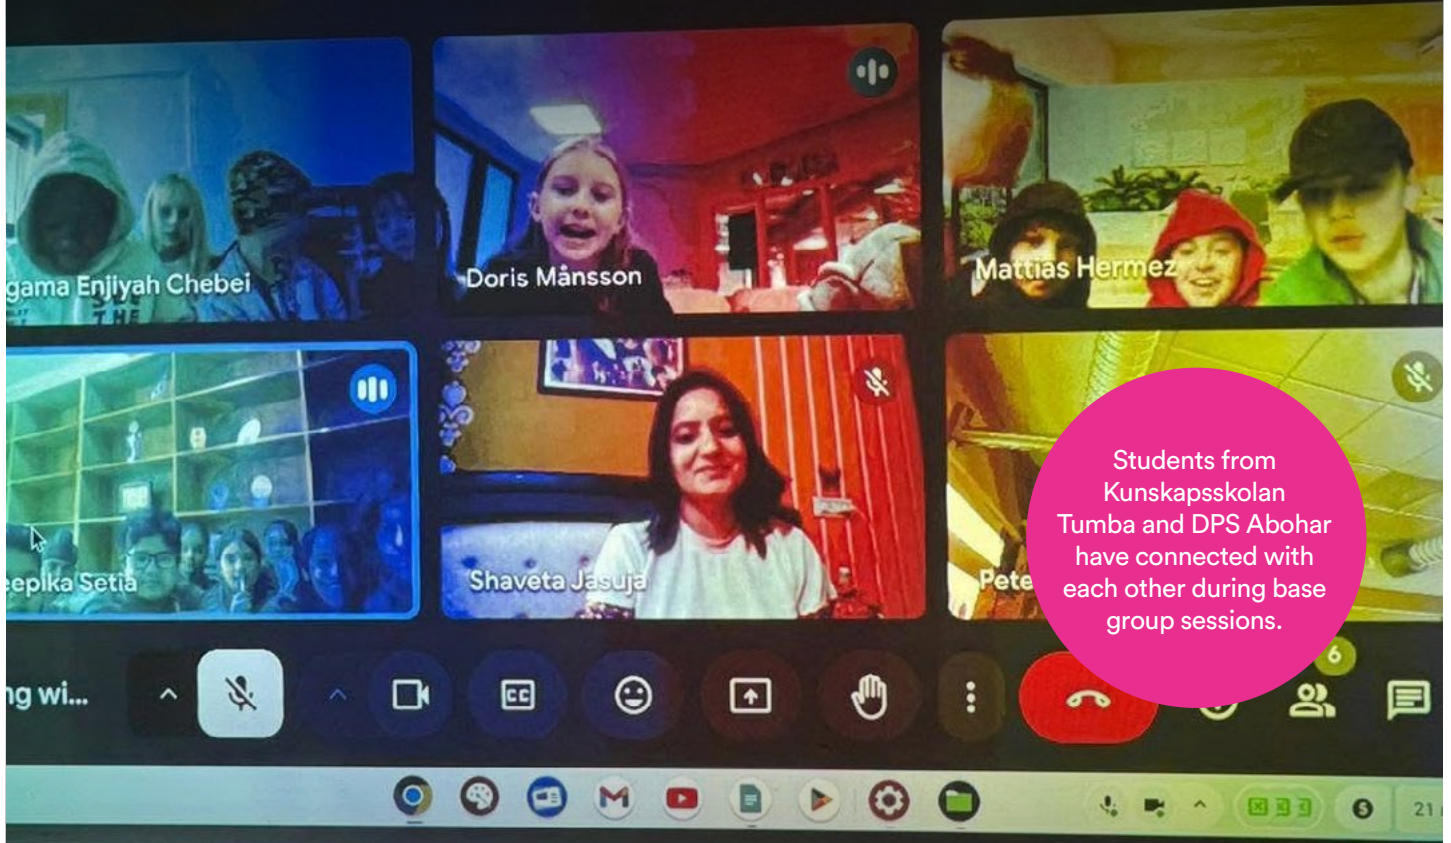 gama Enjiyah Chebei
Doris Månsson
Mattias Hermez
eepika Setia
Shaveta Jasuja
Pete
Students from
Kunskapsskolan
Tumba and DPS Abohar
have connected with
each other during base
group sessions.
6
ng wi...
CC
21